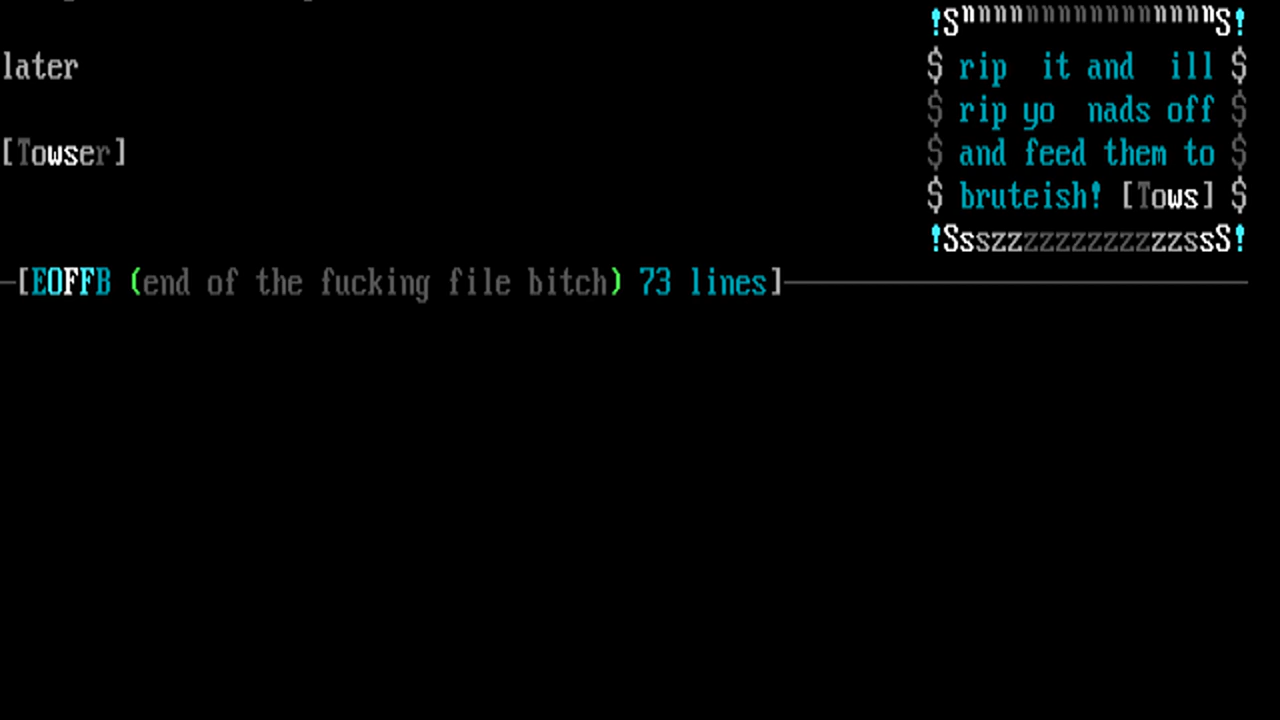 !SnnnnnnnnnnnnnnnnS!
later
$ rip  it and  ill $
$ rip yo  nads off $
[Towser]
$ and feed them to $
$ bruteish! [Tows] $
!SsszzzzzzzzzzzzssS!
[EOFFB (end of the fucking file bitch) 73 lines]